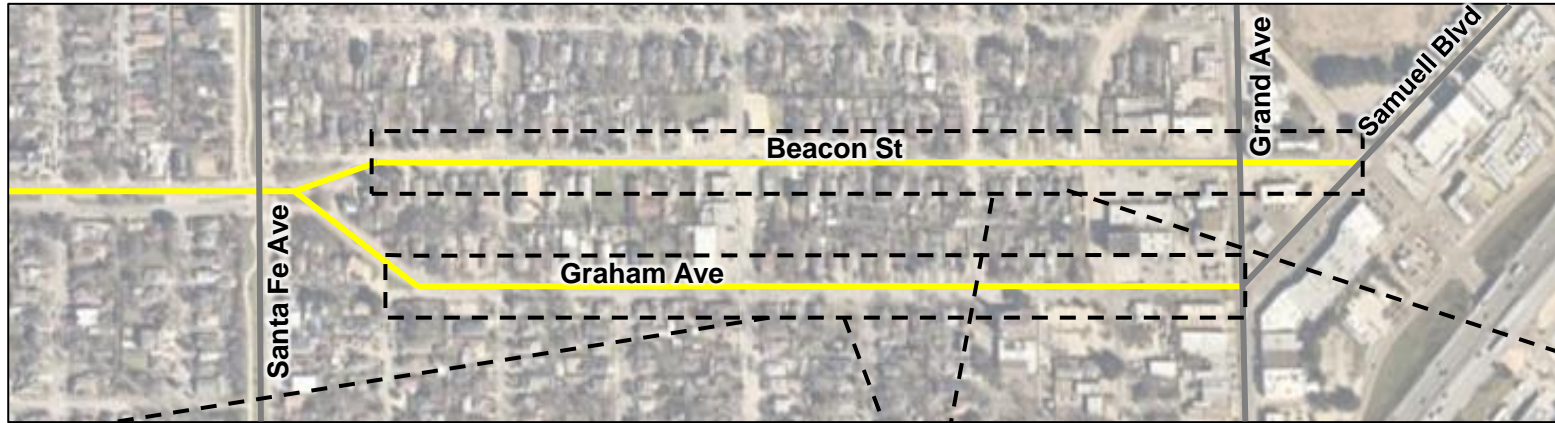 Beacon St
Grand Ave
Samuell Blvd
Santa Fe Ave
Graham Ave